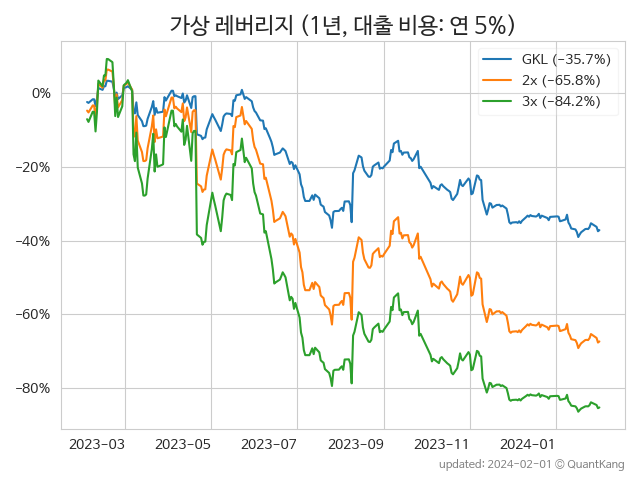 가상 레버리지 (1년, 대출 비용: 연 5%)
GKL (−35.7%)
2x (−65.8%)
3x (−84.2%)
0%
−20%
−40%
−60%
−80%
2023−03 2023−05 2023−07 2023−09 2023−11 2024−01
updated: 2024-02-01 © QuantKang